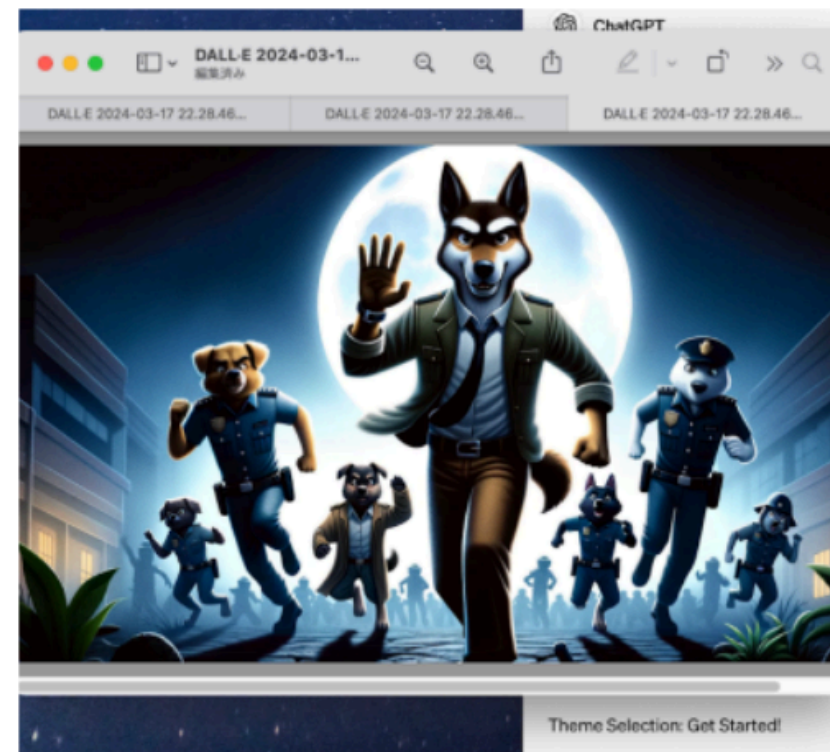 ChatGPT
DALL·E 2024-03-1...
編集済み
DALL·E 2024-03-17 22.28.46...
DALL·E 2024-03-17 22.28.46...
DALL·E 2024-03-17 22.28.46...
Theme Selection: Get Started!